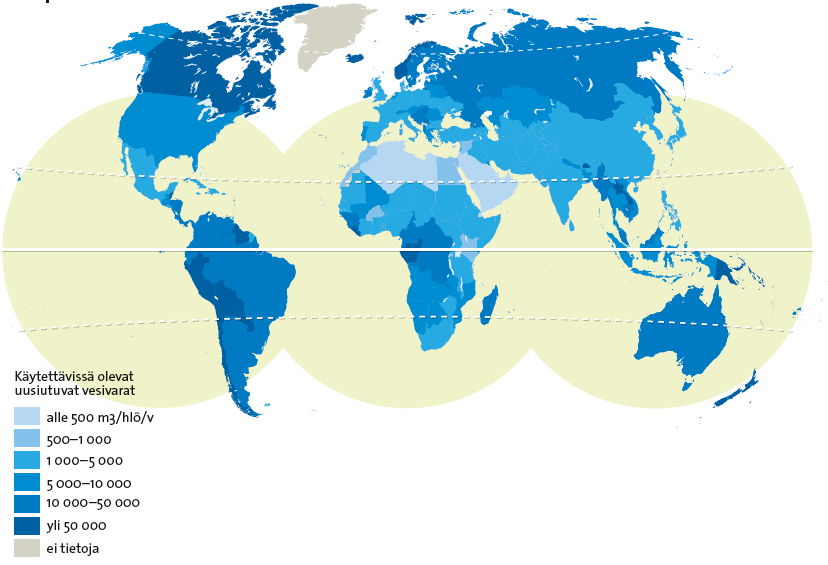 Käytettävissä olevat
uusiutuvat vesivarat
alle 500 m3/hlö/v
500–1 000
1 000–5 000
5 000–10 000
10 000–50 000
yli 50 000
ei tietoja